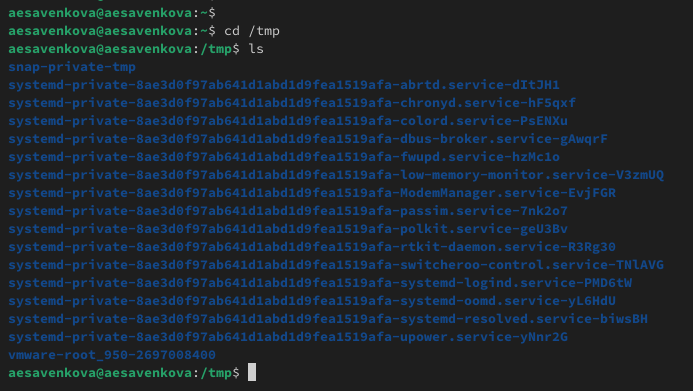 aesavenkova@aesavenkova:~$
aesavenkova@aesavenkova:~$ cd /tmp
aesavenkova@aesavenkova:/tmp$ ls
snap-private-tmp
systemd-private-8ae3d0f97ab641d1abd1d9fea1519afa-abrtd.service-dItJH1
systemd-private-8ae3d0f97ab641d1abd1d9fea1519afa-chronyd.service-hF5qxf
systemd-private-8ae3d0f97ab641d1abd1d9fea1519afa-colord.service-PsENXu
systemd-private-8ae3d0f97ab641d1abd1d9fea1519afa-dbus-broker.service-gAwqrF
systemd-private-8ae3d0f97ab641d1abd1d9fea1519afa-fwupd.service-hzMc1o
systemd-private-8ae3d0f97ab641d1abd1d9fea1519afa-low-memory-monitor.service-V3zmUQ
systemd-private-8ae3d0f97ab641d1abd1d9fea1519afa-ModemManager.service-EvjFGR
systemd-private-8ae3d0f97ab641d1abd1d9fea1519afa-passim.service-7nk2o7
systemd-private-8ae3d0f97ab641d1abd1d9fea1519afa-polkit.service-geU3Bv
systemd-private-8ae3d0f97ab641d1abd1d9fea1519afa-rtkit-daemon.service-R3Rg30
systemd-private-8ae3d0f97ab641d1abd1d9fea1519afa-switcheroo-control.service-TNlAVG
systemd-private-8ae3d0f97ab641d1abd1d9fea1519afa-systemd-logind.service-PMD6tW
systemd-private-8ae3d0f97ab641d1abd1d9fea1519afa-systemd-oomd.service-yL6HdU
systemd-private-8ae3d0f97ab641d1abd1d9fea1519afa-systemd-resolved.service-biwsBH
systemd-private-8ae3d0f97ab641d1abd1d9fea1519afa-upower.service-yNnr2G
vmware-root_950-2697008400
aesavenkova@aesavenkova:/tmp$